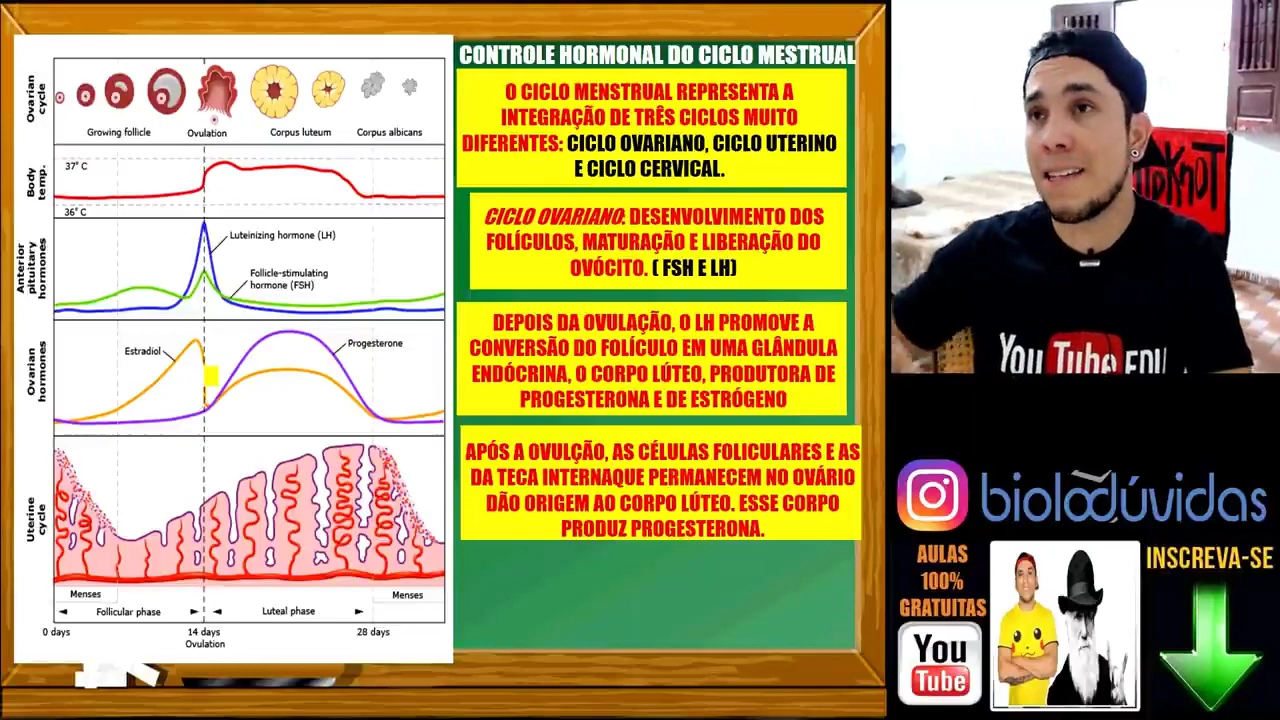 CONTROLE HORMONAL DO CICLO MESTRUAL
O CICLO MENSTRUAL REPRESENTA A
INTEGRAÇÃO DE TRÊS CICLOS MUITO
DIFERENTES: CICLO OVARIANO, CICLO UTERINO
E CICLO CERVICAL.
CICLO OVARIANO: DESENVOLVIMENTO DOS
FOLÍCULOS, MATURAÇÃO E LIBERAÇÃO DO
OVÓCITO. ( FSH E LH)
DEPOIS DA OVULAÇÃO, O LH PROMOVE A
CONVERSÃO DO FOLÍCULO EM UMA GLÂNDULA
ENDÓCRINA, O CORPO LÚTEO, PRODUTORA DE
PROGESTERONA E DE ESTRÓGENO
APÓS A OVULÇÃO, AS CÉLULAS FOLICULARES E AS
DA TECA INTERNAQUE PERMANECEM NO OVÁRIO
DÃO ORIGEM AO CORPO LÚTEO. ESSE CORPO
PRODUZ PROGESTERONA.
Ovarian
cycle
Growing follicle
Ovulation
Corpus luteum
Corpus albicans
Body
temp.
37° C
36° C
Anterior
pituitary
hormones
Luteinizing hormone (LH)
Follicle-stimulating
hormone (FSH)
Ovarian
hormones
Estradiol
Progesterone
Uterine
cycle
Menses
Menses
Follicular phase
Luteal phase
0 days
14 days
28 days
Ovulation
You Tube EDU
biolodúvidas
AULAS
100%
GRATUITAS
You
Tube
INSCREVA-SE